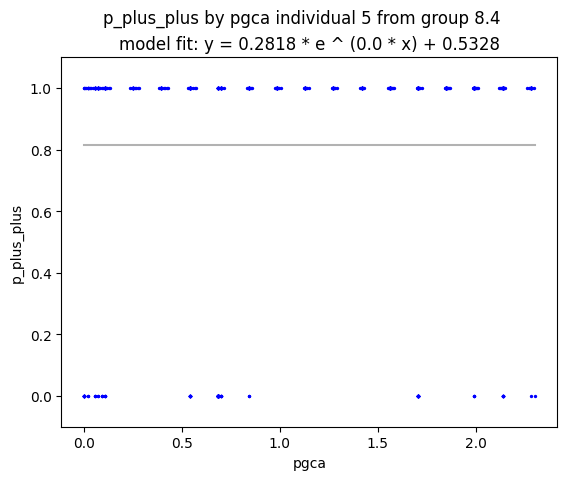 p_plus_plus by pgca individual 5 from group 8.4
model fit: y = 0.2818 * e ^ (0.0 * x) + 0.5328
1.0
0.8
0.6
0.4
0.2
0.0
p_plus_plus
0.0 0.5 1.0 1.5 2.0
pgca